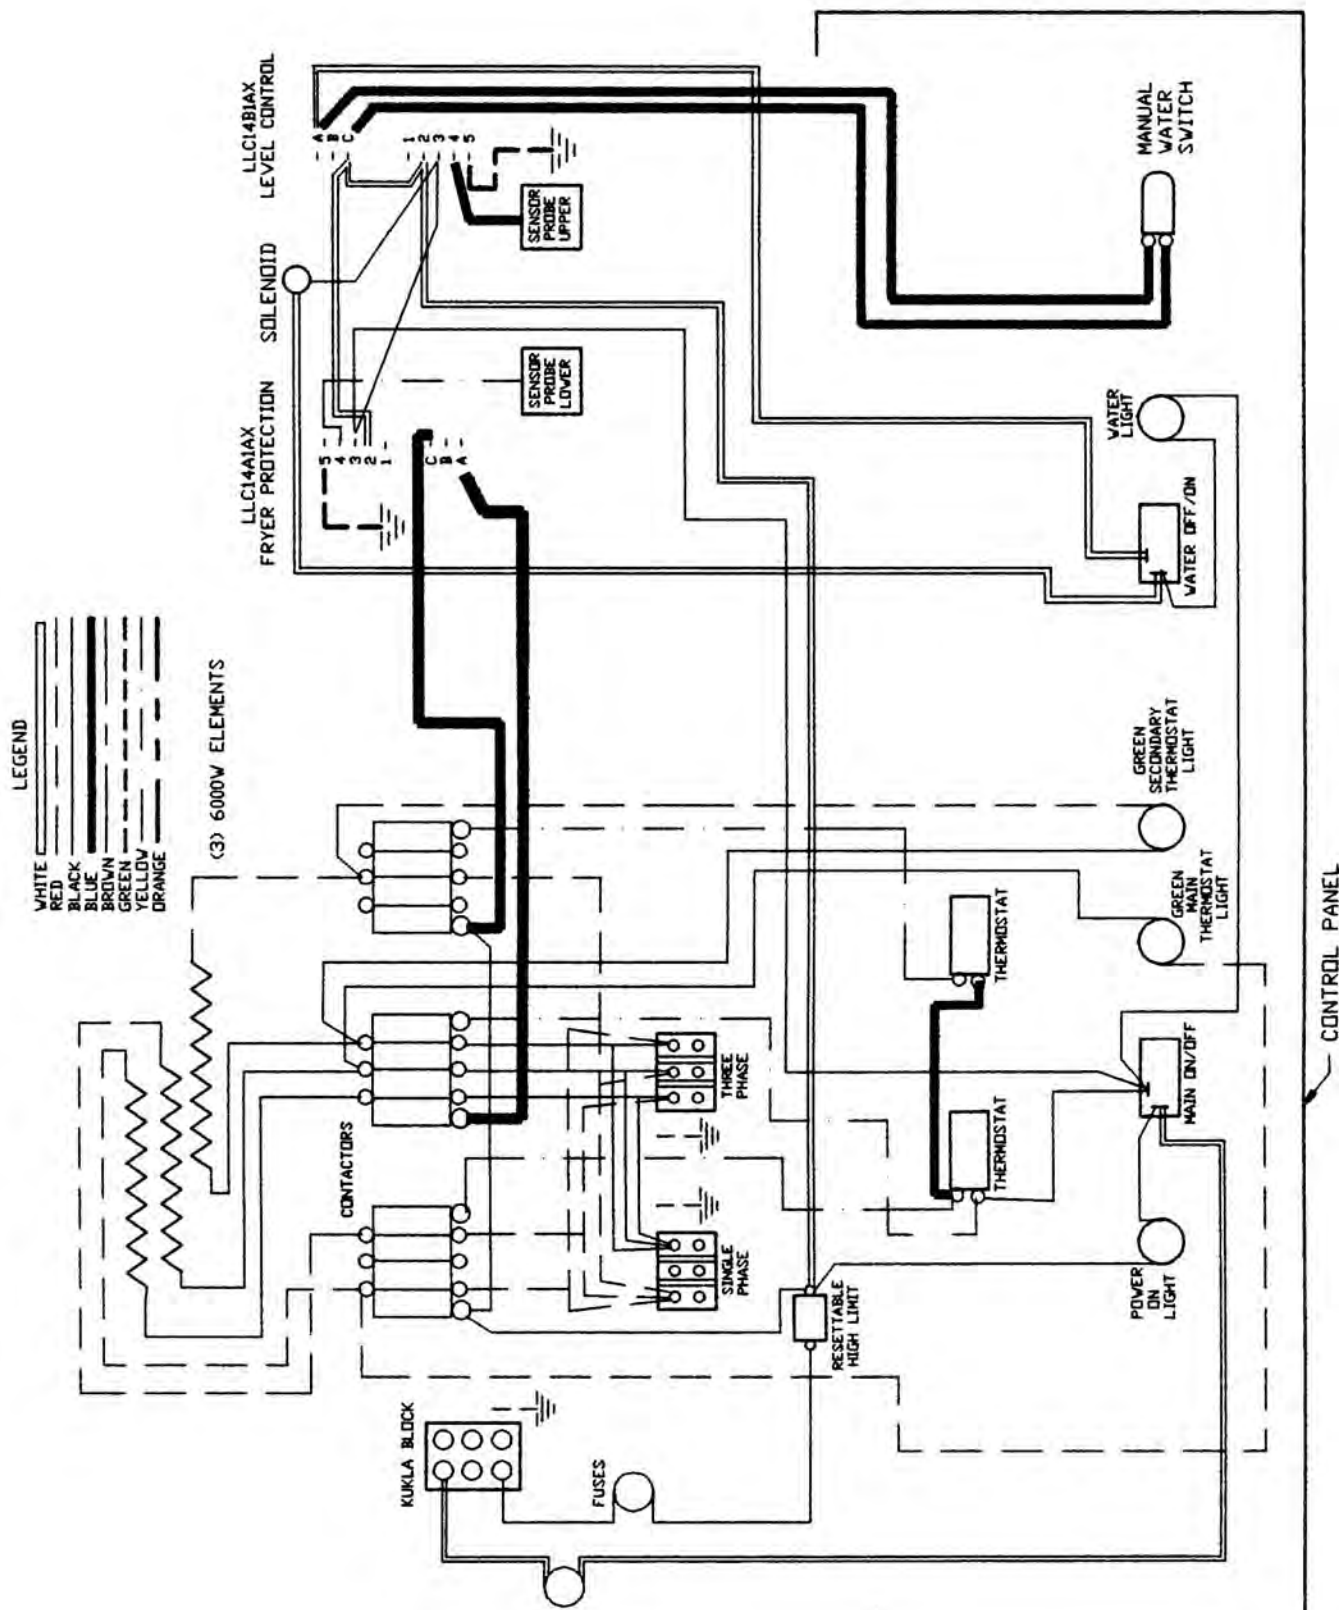 LEGEND
WHITE
RED
BLACK
BLUE
BROWN
GREEN
YELLOW
ORANGE
(3) 6000W ELEMENTS
LLC14A1AX
FRYER PROTECTION
SOLENOID
LLC14B1AX
LEVEL CONTROL
5
4
3
2
1
C
B
A
A
B
C
1
2
3
4
5
SENSOR
PROBE
LOWER
SENSOR
PROBE
UPPER
KUKLA BLOCK
CONTACTORS
FUSES
SINGLE
PHASE
THREE
PHASE
RESETTABLE
HIGH LIMIT
THERMOSTAT
THERMOSTAT
POWER
ON
LIGHT
MAIN ON/OFF
GREEN
MAIN
THERMOSTAT
LIGHT
GREEN
SECONDARY
THERMOSTAT
LIGHT
WATER OFF/ON
WATER
LIGHT
MANUAL
WATER
SWITCH
CONTROL PANEL